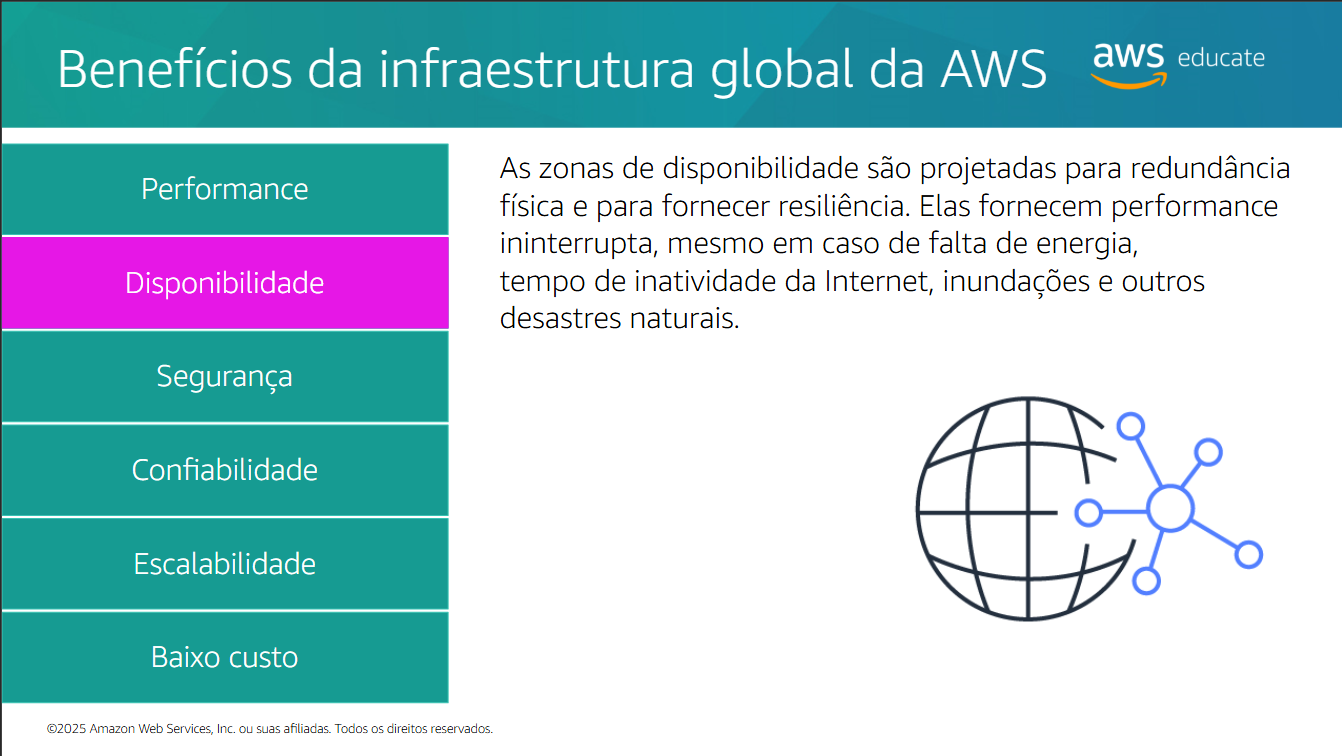 Benefícios da infraestrutura global da AWS
aws educate
Performance
Disponibilidade
Segurança
Confiabilidade
Escalabilidade
Baixo custo
As zonas de disponibilidade são projetadas para redundância
física e para fornecer resiliência. Elas fornecem performance
ininterrupta, mesmo em caso de falta de energia,
tempo de inatividade da Internet, inundações e outros
desastres naturais.
©2025 Amazon Web Services, Inc. ou suas afiliadas. Todos os direitos reservados.